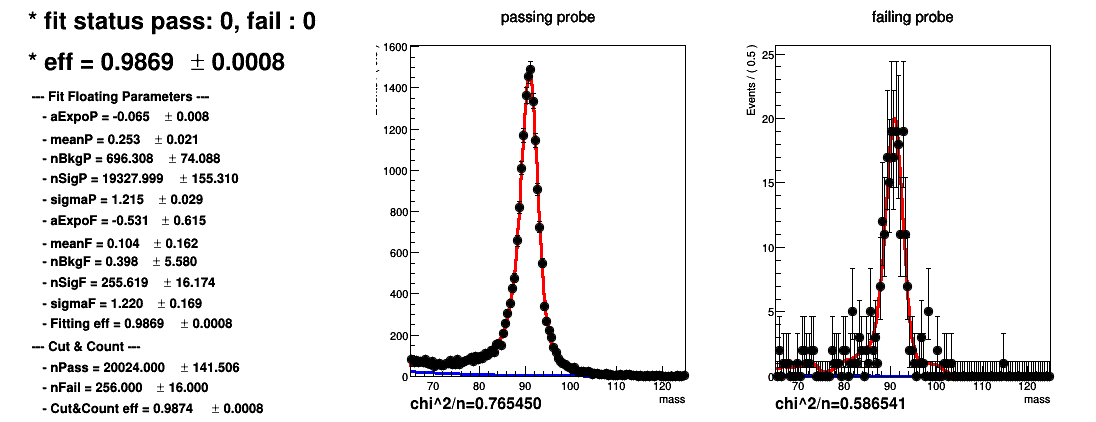 * fit status pass: 0, fail : 0
* eff = 0.9869 ± 0.0008
--- Fit Floating Parameters ---
- aExpoP = -0.065 ± 0.008
- meanP = 0.253 ± 0.021
- nBkgP = 696.308 ± 74.088
- nSigP = 19327.999 ± 155.310
- sigmaP = 1.215 ± 0.029
- aExpoF = -0.531 ± 0.615
- meanF = 0.104 ± 0.162
- nBkgF = 0.398 ± 5.580
- nSigF = 255.619 ± 16.174
- sigmaF = 1.220 ± 0.169
- Fitting eff = 0.9869 ± 0.0008
--- Cut & Count ---
- nPass = 20024.000 ± 141.506
- nFail = 256.000 ± 16.000
- Cut&Count eff = 0.9874 ± 0.0008
passing probe
1600
1400
1200
1000
800
600
400
200
0
70 80 90 100 110 120
mass
chi^2/n=0.765450
failing probe
Events / ( 0.5 )
25
20
15
10
5
0
70 80 90 100 110 120
mass
chi^2/n=0.586541